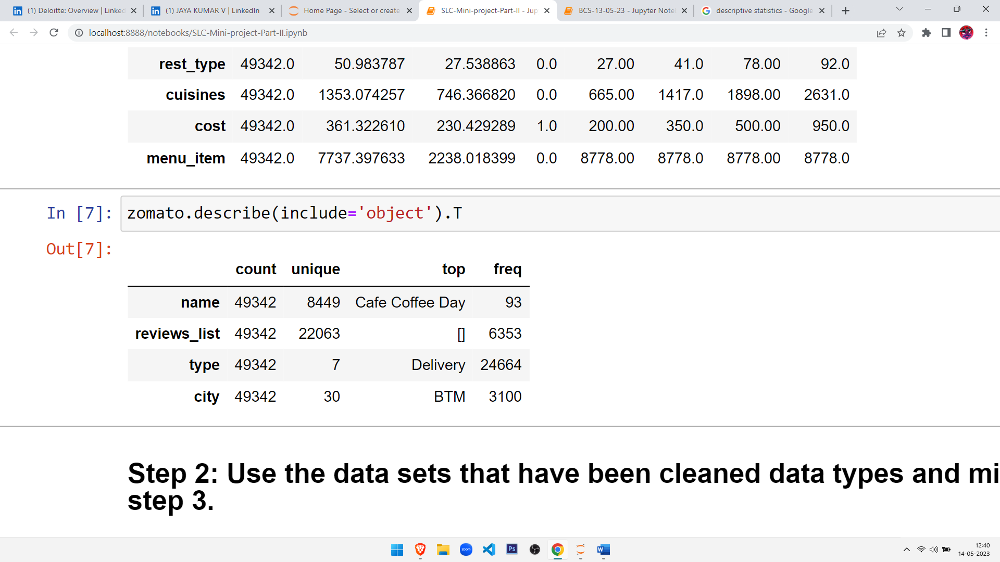 (1) Deloitte: Overview | Linked
(1) JAYA KUMAR V | LinkedIn
Home Page - Select or create
SLC-Mini-project-Part-II - Jup
BCS-13-05-23 - Jupyter Note
descriptive statistics - Google
localhost:8888/notebooks/SLC-Mini-project-Part-II.ipynb
rest_type 49342.0 50.983787 27.538863 0.0 27.00 41.0 78.00 92.0
cuisines 49342.0 1353.074257 746.366820 0.0 665.00 1417.0 1898.00 2631.0
cost 49342.0 361.322610 230.429289 1.0 200.00 350.0 500.00 950.0
menu_item 49342.0 7737.397633 2238.018399 0.0 8778.00 8778.0 8778.00 8778.0
In [7]: zomato.describe(include='object').T
Out[7]:
count unique top freq
name 49342 8449 Cafe Coffee Day 93
reviews_list 49342 22063 [] 6353
type 49342 7 Delivery 24664
city 49342 30 BTM 3100
Step 2: Use the data sets that have been cleaned data types and mi
step 3.
zoom
Ps
W
12:40
14-05-2023